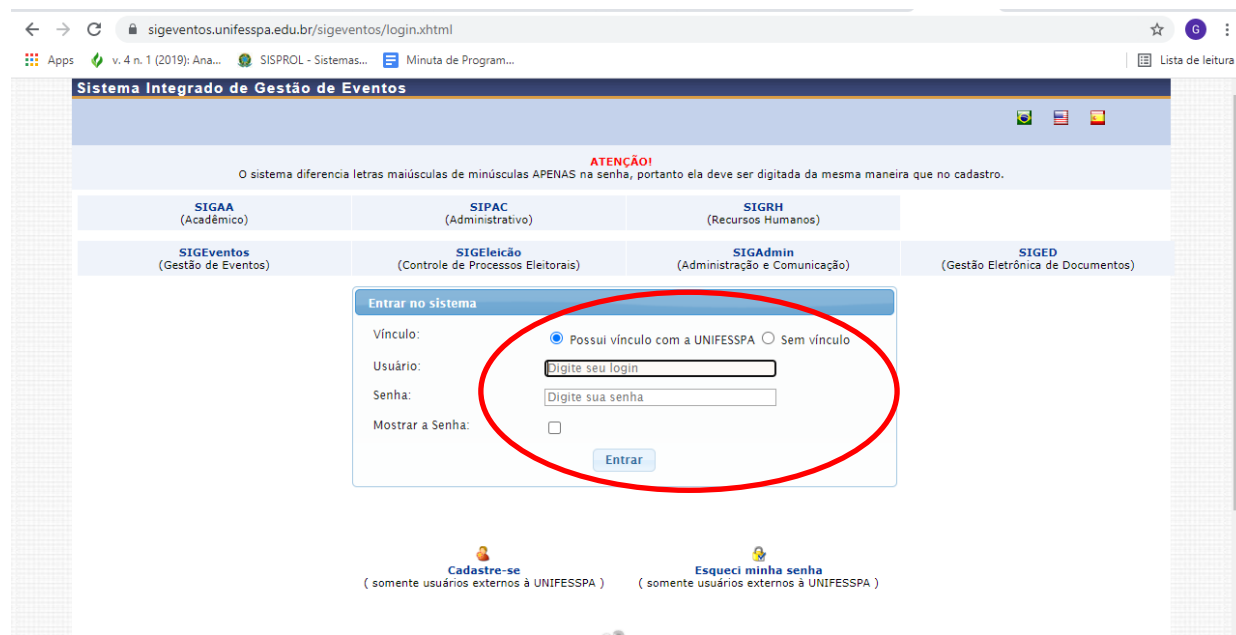 sigeventos.unifesspa.edu.br/sigeventos/login.xhtml
G
Apps v. 4 n. 1 (2019): Ana... SISPROL - Sistemas... Minuta de Program... Lista de leitura
Sistema Integrado de Gestão de Eventos
ATENÇÃO!
O sistema diferencia letras maiúsculas de minúsculas APENAS na senha, portanto ela deve ser digitada da mesma maneira que no cadastro.
SIGAA SIPAC SIGRH
(Acadêmico) (Administrativo) (Recursos Humanos)
SIGEventos SIGEleicão SIGAdmin SIGED
(Gestão de Eventos) (Controle de Processos Eleitorais) (Administração e Comunicação) (Gestão Eletrônica de Documentos)
Entrar no sistema
Vínculo: Possui vínculo com a UNIFESSPA Sem vínculo
Usuário: Digite seu login
Senha: Digite sua senha
Mostrar a Senha:
Entrar
Cadastre-se Esqueci minha senha
( somente usuários externos à UNIFESSPA ) ( somente usuários externos à UNIFESSPA )